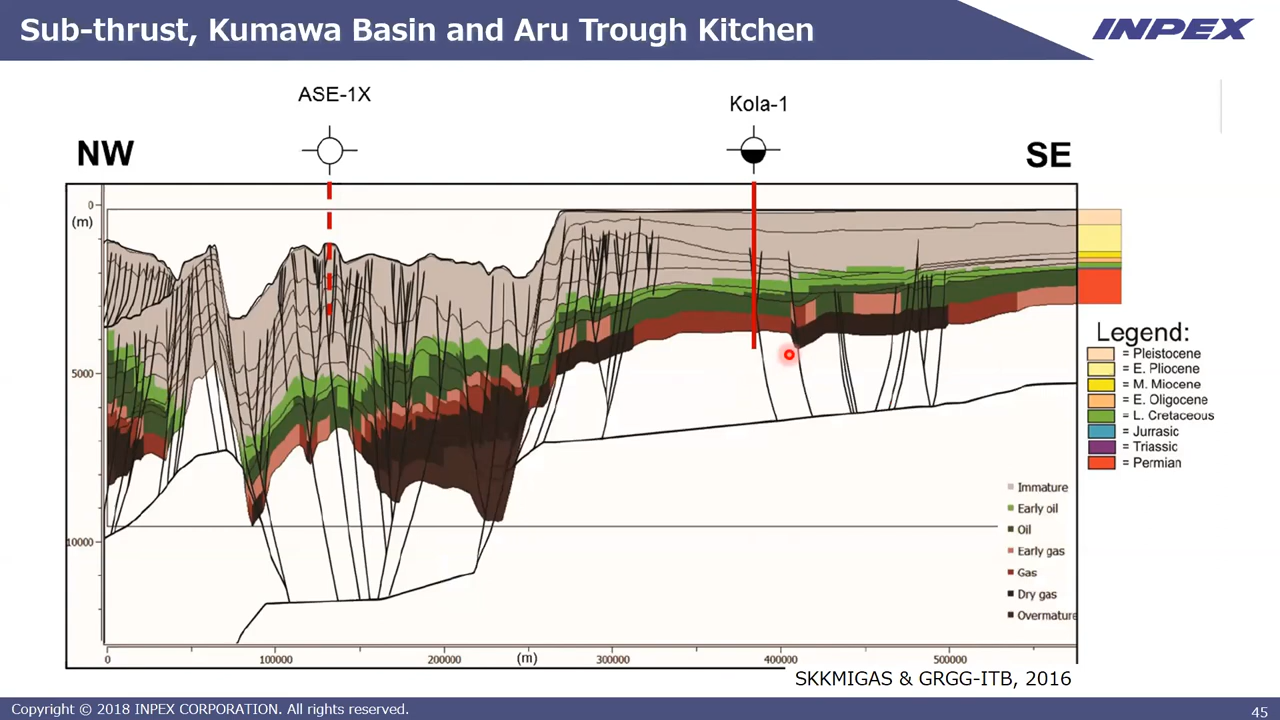 Sub-thrust, Kumawa Basin and Aru Trough Kitchen
INPEX
ASE-1X
Kola-1
NW
SE
0
(m)
5000
10000
0
100000
200000
(m)
300000
400000
500000
Legend:
= Pleistocene
= E. Pliocene
= M. Miocene
= E. Oligocene
= L. Cretaceous
= Jurrasic
= Triassic
= Permian
Immature
Early oil
Oil
Early gas
Gas
Dry gas
Overmature
SKKMIGAS & GRGG-ITB, 2016
Copyright © 2018 INPEX CORPORATION. All rights reserved.
45